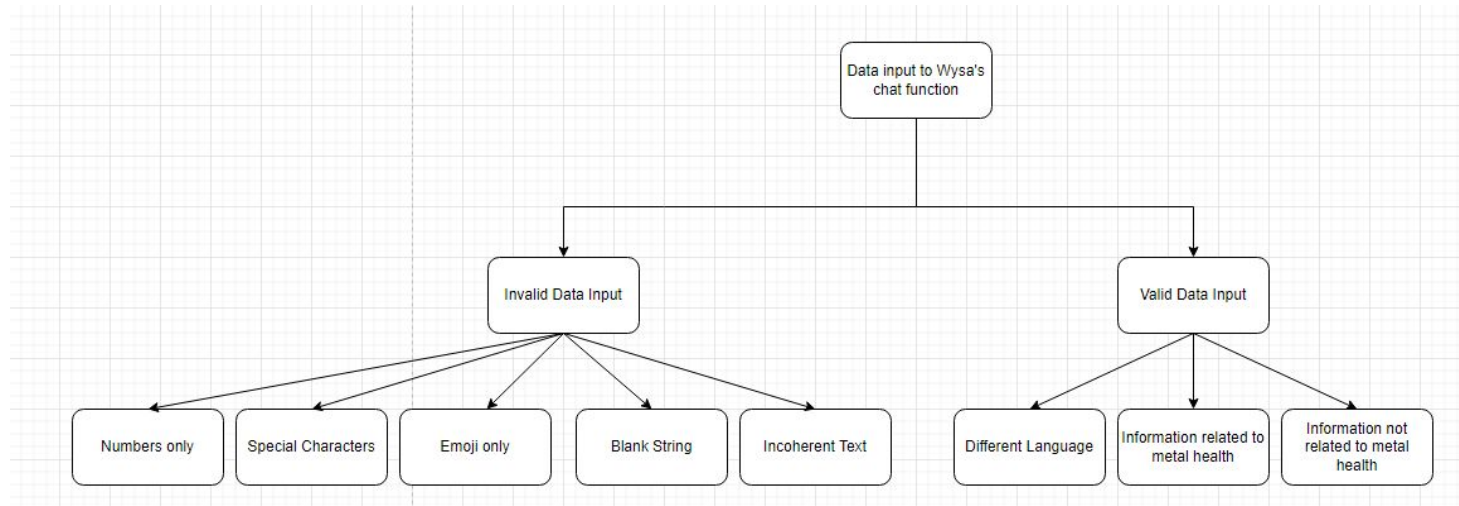 Data input to Wysa's
chat function
Invalid Data Input
Valid Data Input
Numbers only
Special Characters
Emoji only
Blank String
Incoherent Text
Different Language
Information related to
metal health
Information not
related to metal
health